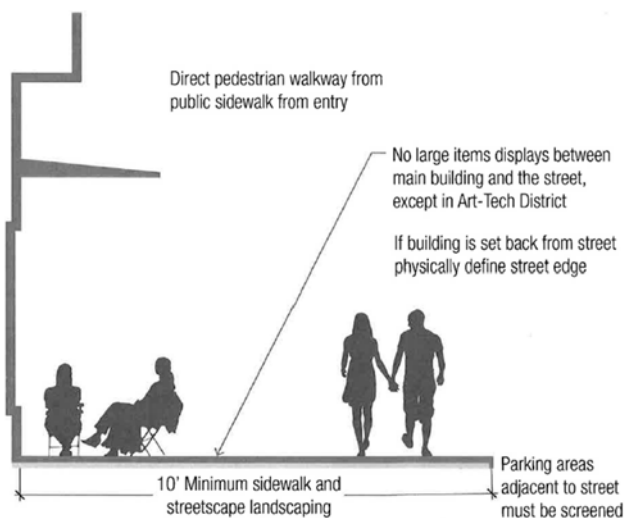 Direct pedestrian walkway from
public sidewalk from entry
No large items displays between
main building and the street,
except in Art-Tech District
If building is set back from street
physically define street edge
10' Minimum sidewalk and
streetscape landscaping
Parking areas
adjacent to street
must be screened